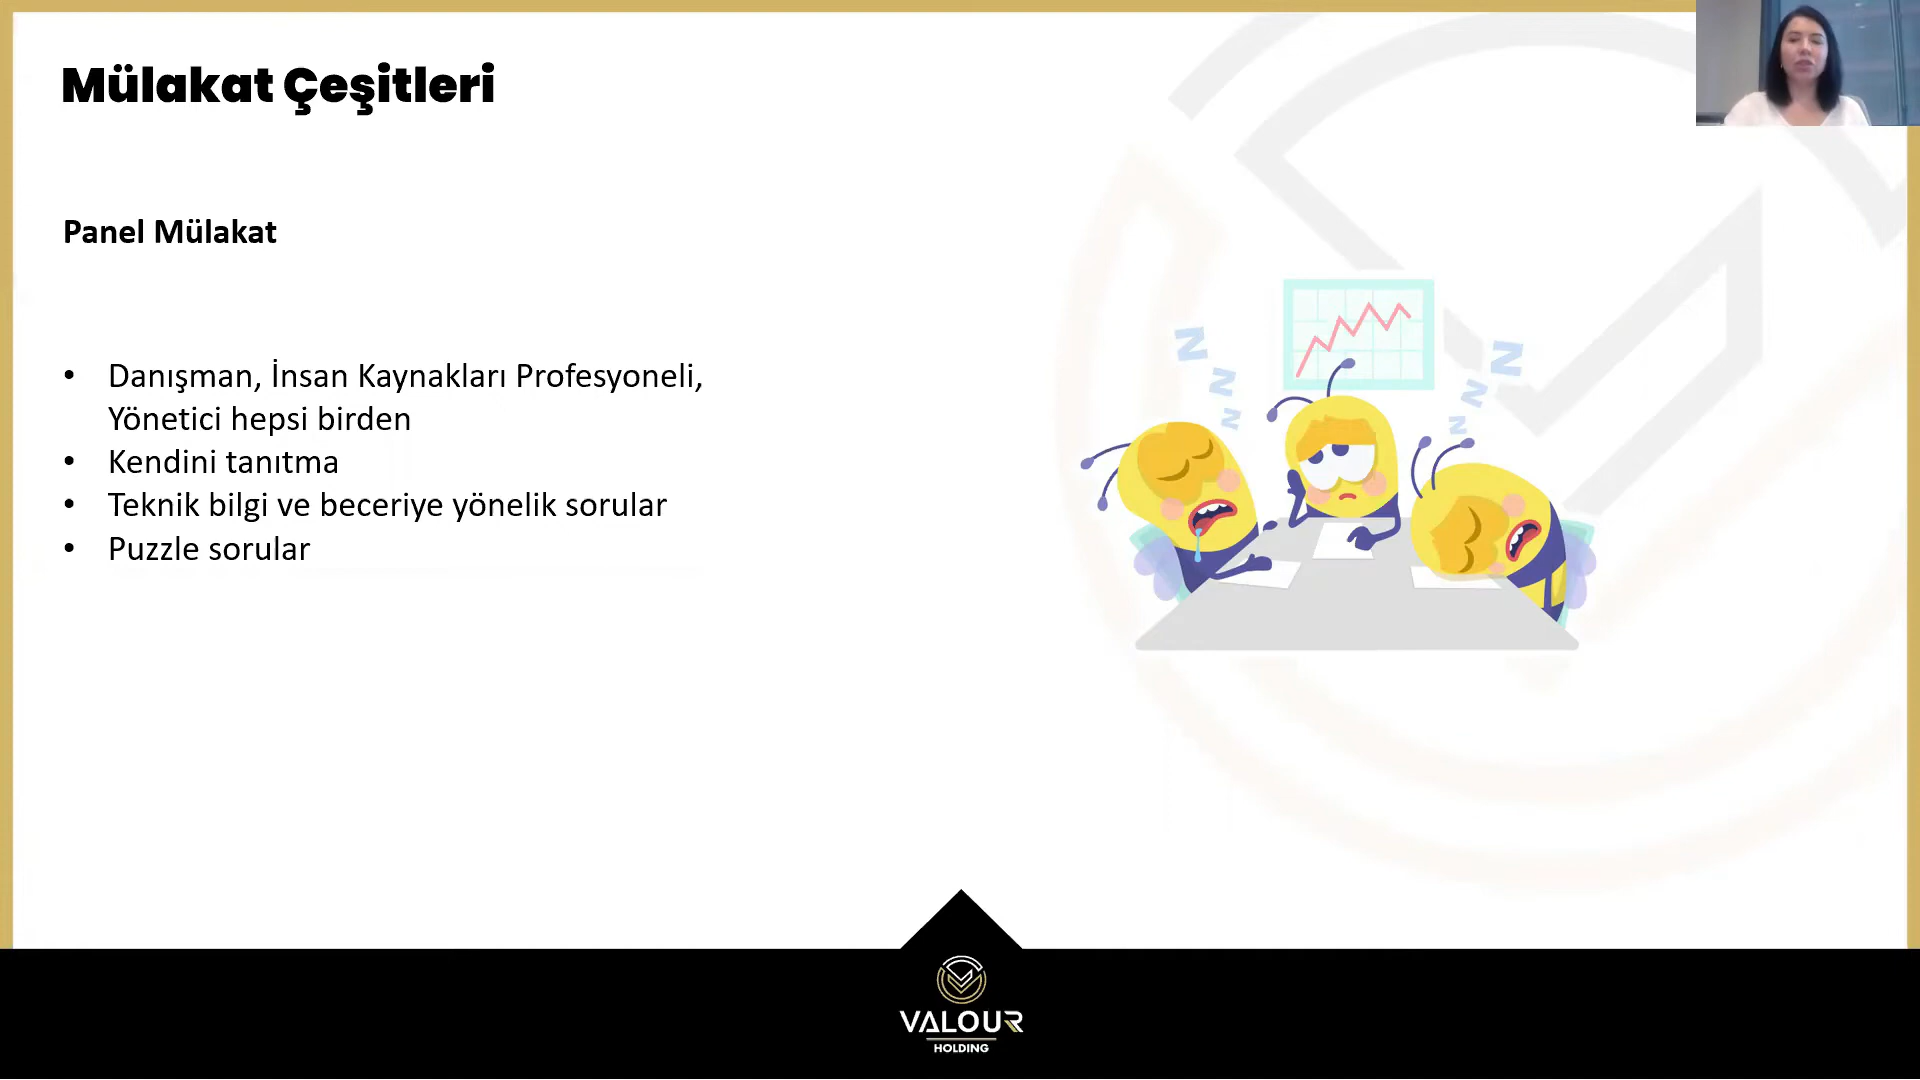 Mülakat Çeşitleri
Panel Mülakat
• Danışman, İnsan Kaynakları Profesyoneli,
Yönetici hepsi birden
• Kendini tanıtma
• Teknik bilgi ve beceriye yönelik sorular
• Puzzle sorular
Z
Z
Z
Z
Z
Z
VALOUR
HOLDING